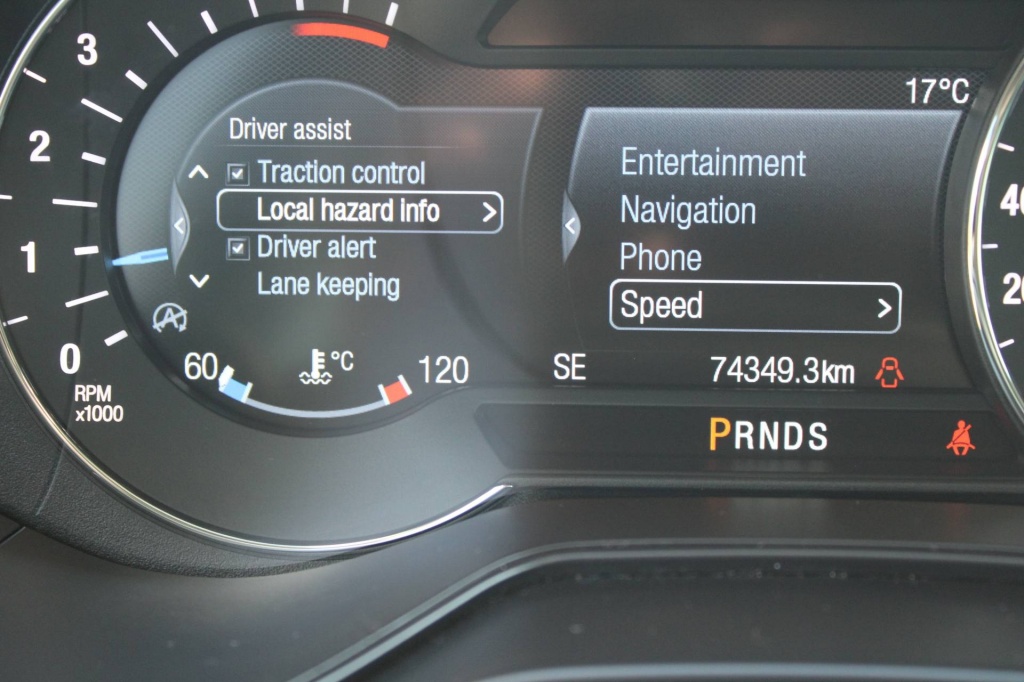 3
2
1
0
RPM
x1000
Driver assist
Traction control
Local hazard info
Driver alert
Lane keeping
60
°C
120
17°C
Entertainment
Navigation
Phone
Speed
SE
74349.3km
PRNDS
20